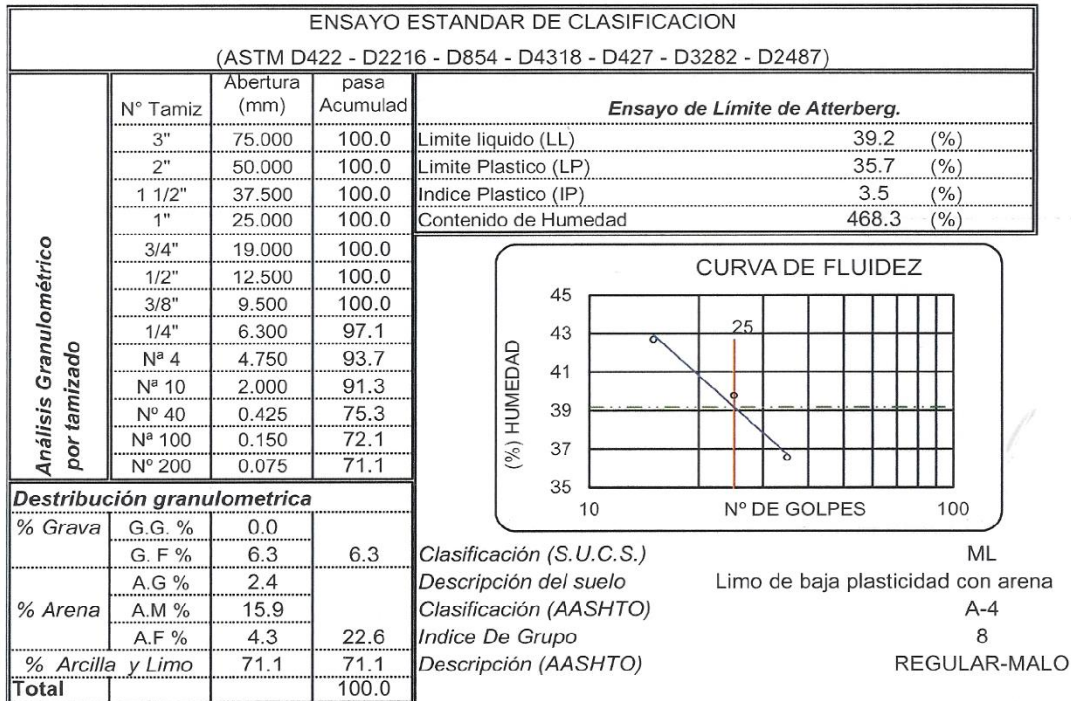 ENSAYO ESTANDAR DE CLASIFICACION
(ASTM D422 - D2216 - D854 - D4318 - D427 - D3282 - D2487)
Análisis Granulométrico
por tamizado
N° Tamiz Abertura (mm) pasa Acumulad
3" 75.000 100.0
2" 50.000 100.0
1 1/2" 37.500 100.0
1" 25.000 100.0
3/4" 19.000 100.0
1/2" 12.500 100.0
3/8" 9.500 100.0
1/4" 6.300 97.1
Nª 4 4.750 93.7
Nª 10 2.000 91.3
Nº 40 0.425 75.3
Nª 100 0.150 72.1
Nº 200 0.075 71.1
Ensayo de Límite de Atterberg.
Limite liquido (LL) 39.2 (%)
Limite Plastico (LP) 35.7 (%)
Indice Plastico (IP) 3.5 (%)
Contenido de Humedad 468.3 (%)
CURVA DE FLUIDEZ
(%) HUMEDAD
45
43
41
39
37
35
25
10 Nº DE GOLPES 100
Destribución granulometrica
% Grava G.G. % 0.0
G. F % 6.3 6.3
% Arena A.G % 2.4
A.M % 15.9
A.F % 4.3 22.6
% Arcilla y Limo 71.1 71.1
Total 100.0
Clasificación (S.U.C.S.) ML
Descripción del suelo Limo de baja plasticidad con arena
Clasificación (AASHTO) A-4
Indice De Grupo 8
Descripción (AASHTO) REGULAR-MALO